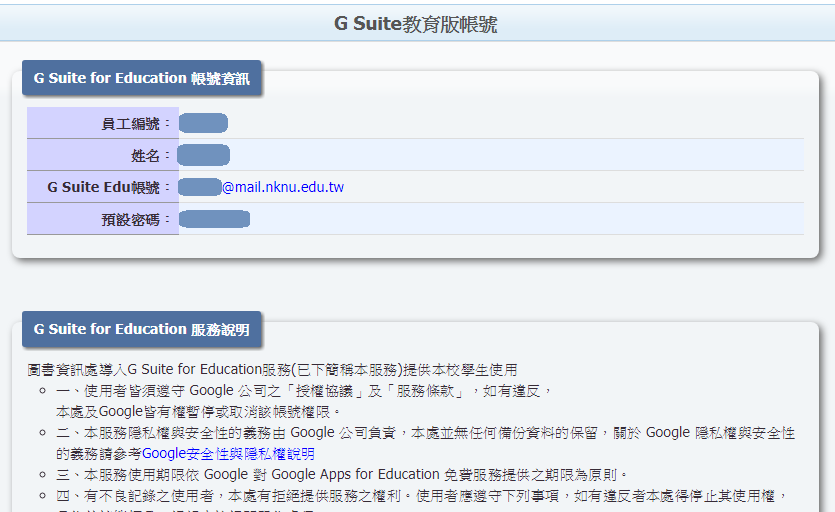 G Suite教育版帳號
G Suite for Education 帳號資訊
員工編號：
姓名：
G Suite Edu帳號：
@mail.nknu.edu.tw
預設密碼：
G Suite for Education 服務說明
圖書資訊處導入G Suite for Education服務(已下簡稱本服務)提供本校學生使用
一、使用者皆須遵守 Google 公司之「授權協議」及「服務條款」，如有違反，
本處及Google皆有權暫停或取消該帳號權限。
二、本服務隱私權與安全性的義務由 Google 公司負責，本處並無任何備份資料的保留，關於 Google 隱私權與安全性
的義務請參考Google安全性與隱私權說明
三、本服務使用期限依 Google 對 Google Apps for Education 免費服務提供之期限為原則。
四、有不良記錄之使用者，本處有拒絕提供服務之權利。使用者應遵守下列事項，如有違反者本處得停止其使用權，